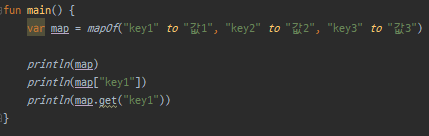 fun main() {
var map = mapOf("key1" to "값1", "key2" to "값2", "key3" to "값3")
println(map)
println(map["key1"])
println(map.get("key1"))
}